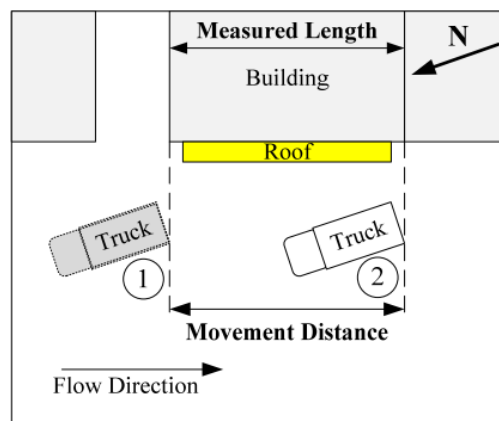 Measured Length
N
Building
Roof
Truck
Truck
1
2
Movement Distance
Flow Direction